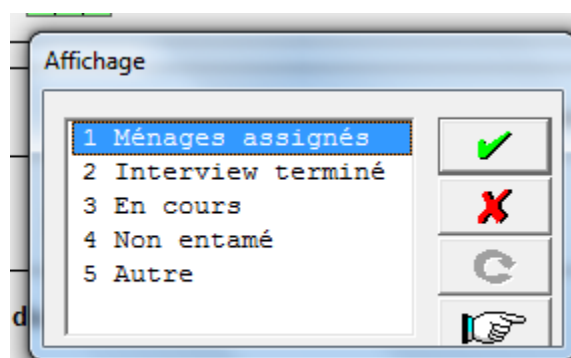 Affichage
1 Ménages assignés
2 Interview terminé
3 En cours
4 Non entamé
5 Autre
d